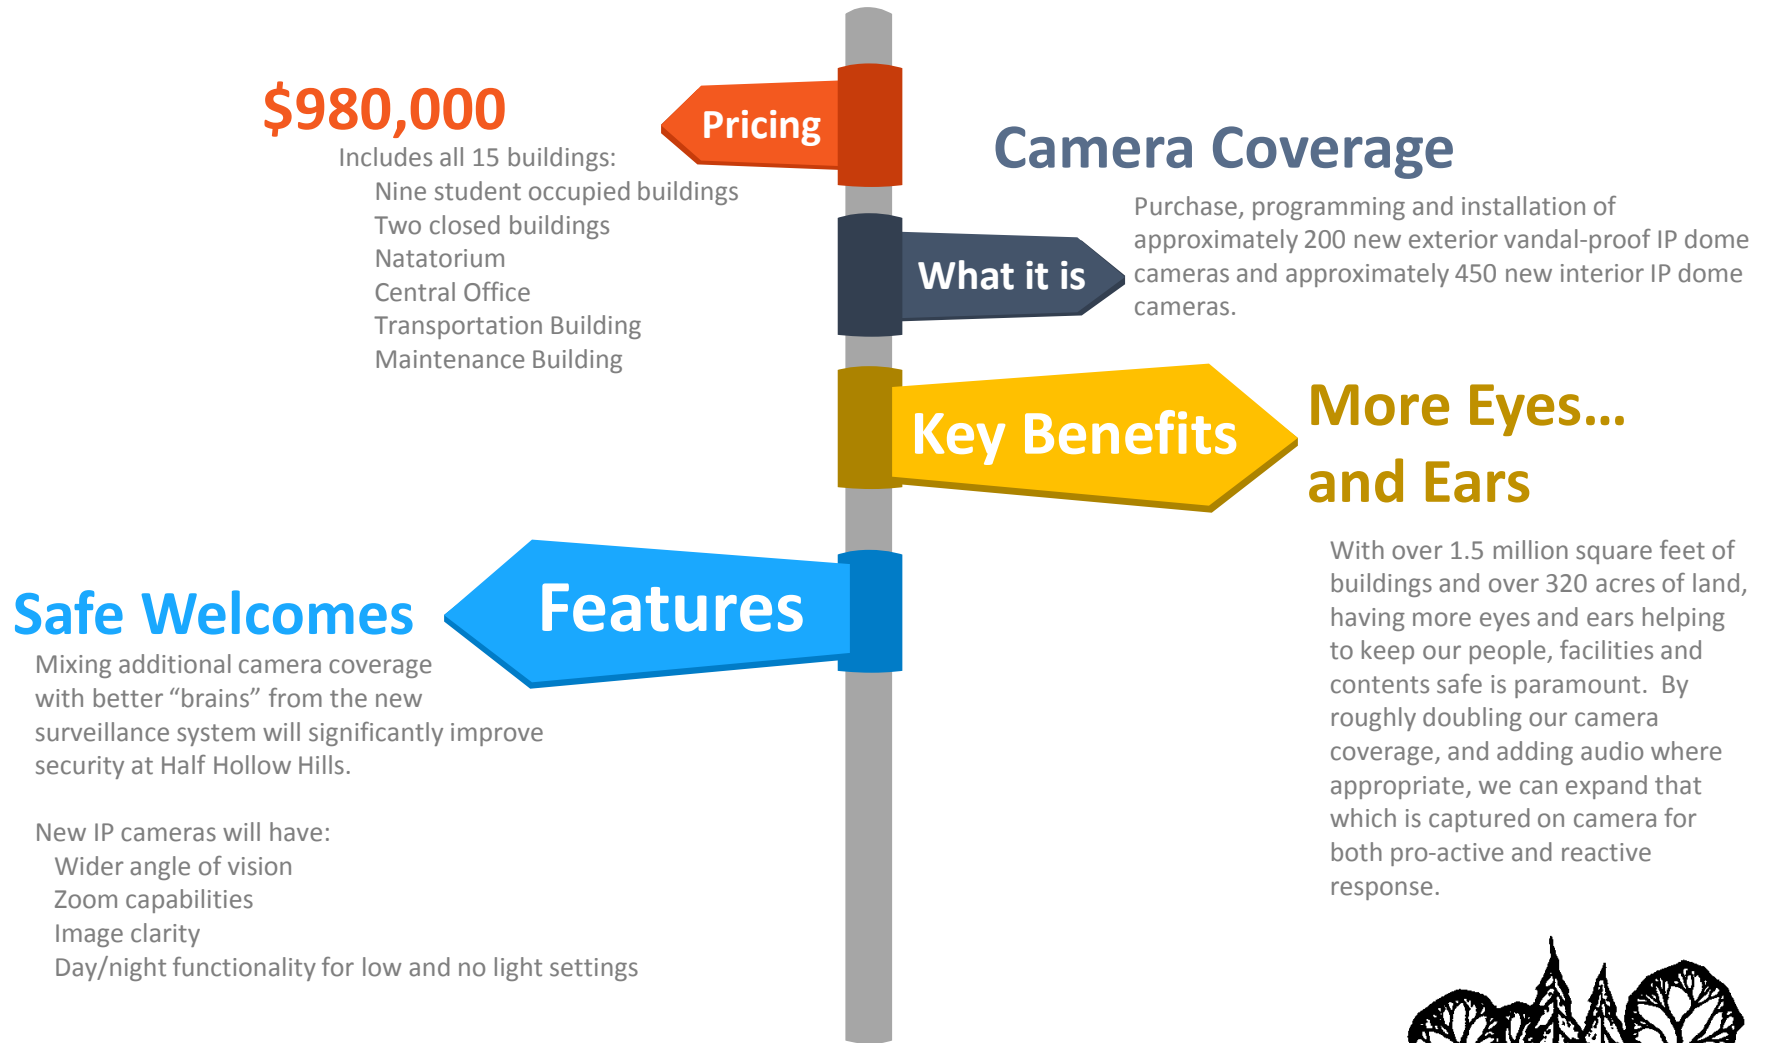 $980,000
Includes all 15 buildings:
Nine student occupied buildings
Two closed buildings
Natatorium
Central Office
Transportation Building
Maintenance Building
Pricing
Camera Coverage
Purchase, programming and installation of
approximately 200 new exterior vandal-proof IP dome
cameras and approximately 450 new interior IP dome
cameras.
What it is
Key Benefits
More Eyes…
and Ears
With over 1.5 million square feet of
buildings and over 320 acres of land,
having more eyes and ears helping
to keep our people, facilities and
contents safe is paramount.  By
roughly doubling our camera
coverage, and adding audio where
appropriate, we can expand that
which is captured on camera for
both pro-active and reactive
response.
Features
Safe Welcomes
Mixing additional camera coverage
with better “brains” from the new
surveillance system will significantly improve
security at Half Hollow Hills.
New IP cameras will have:
Wider angle of vision
Zoom capabilities
Image clarity
Day/night functionality for low and no light settings